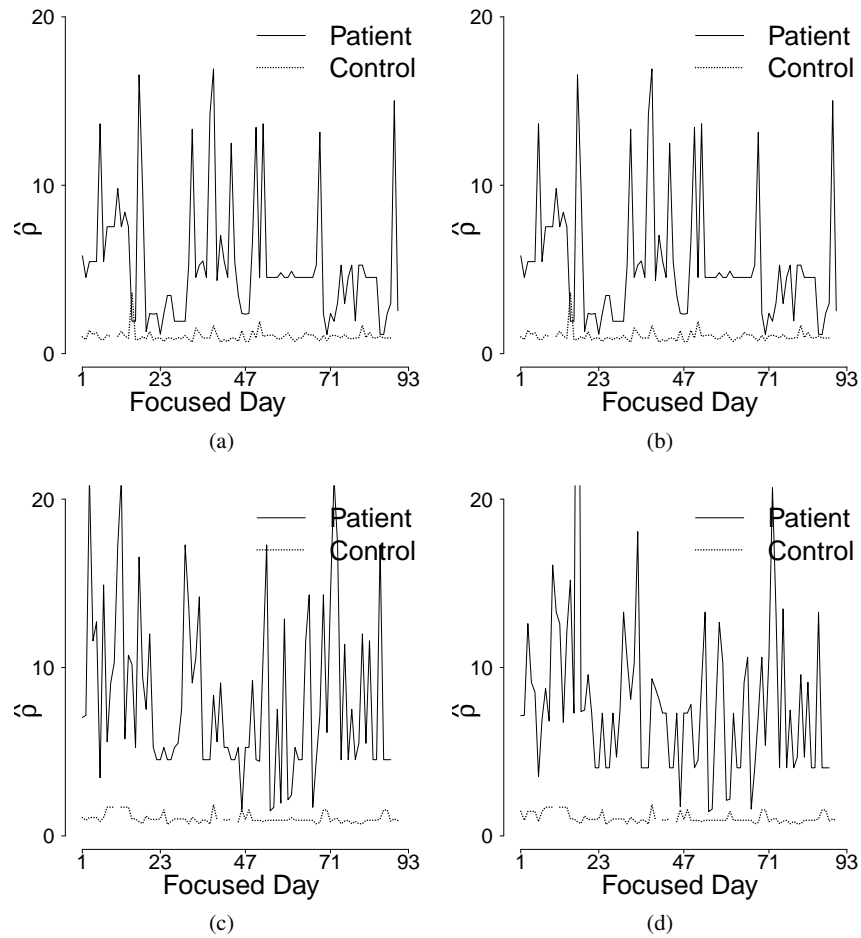 20
Patient
Control
10
ρ̂
0
1 23 47 71 93
Focused Day
(a)
20
Patient
Control
10
ρ̂
0
1 23 47 71 93
Focused Day
(b)
20
Patient
Control
10
ρ̂
0
1 23 47 71 93
Focused Day
(c)
20
Patient
Control
10
ρ̂
0
1 23 47 71 93
Focused Day
(d)